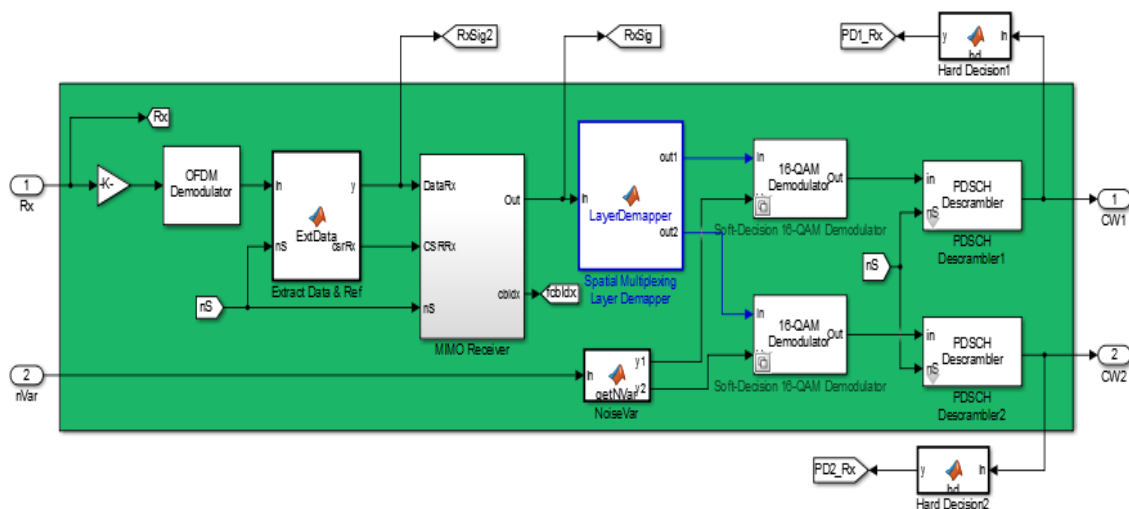 RxSig2
RxSig
PD1_Rx
y
In
Hard Decision1
Rx
1
Rx
-K-
OFDM
Demodulator
In
nS
y
csrRx
ExtData
Extract Data & Ref
nS
DataRx
CSRRx
nS
Out
cbIdx
MIMO Receiver
fcbIdx
In
out1
out2
LayerDemapper
Spatial Multiplexing
Layer Demapper
In
16-QAM
Demodulator
Out
Soft-Decision 16-QAM Demodulator
in
nS
PDSCH
Descrambler
PDSCH
Descrambler1
1
CW1
nS
In
16-QAM
Demodulator
Out
Soft-Decision 16-QAM Demodulator
in
nS
PDSCH
Descrambler
PDSCH
Descrambler2
2
CW2
2
nVar
In
y1
y2
getNVar
NoiseVar
PD2_Rx
y
In
Hard Decision2